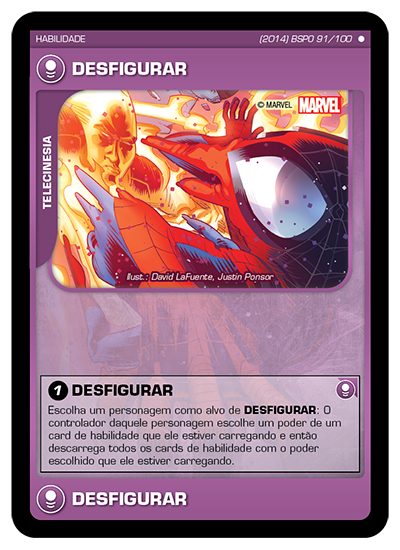 HABILIDADE
(2014) BSP0 91/100
DESFIGURAR
© MARVEL MARVEL
TELECINESIA
Ilust.: David LaFuente, Justin Ponsor
1 DESFIGURAR
Escolha um personagem como alvo de DESFIGURAR: O
controlador daquele personagem escolhe um poder de um
card de habilidade que ele estiver carregando e então
descarrega todos os cards de habilidade com o poder
escolhido que ele estiver carregando.
DESFIGURAR